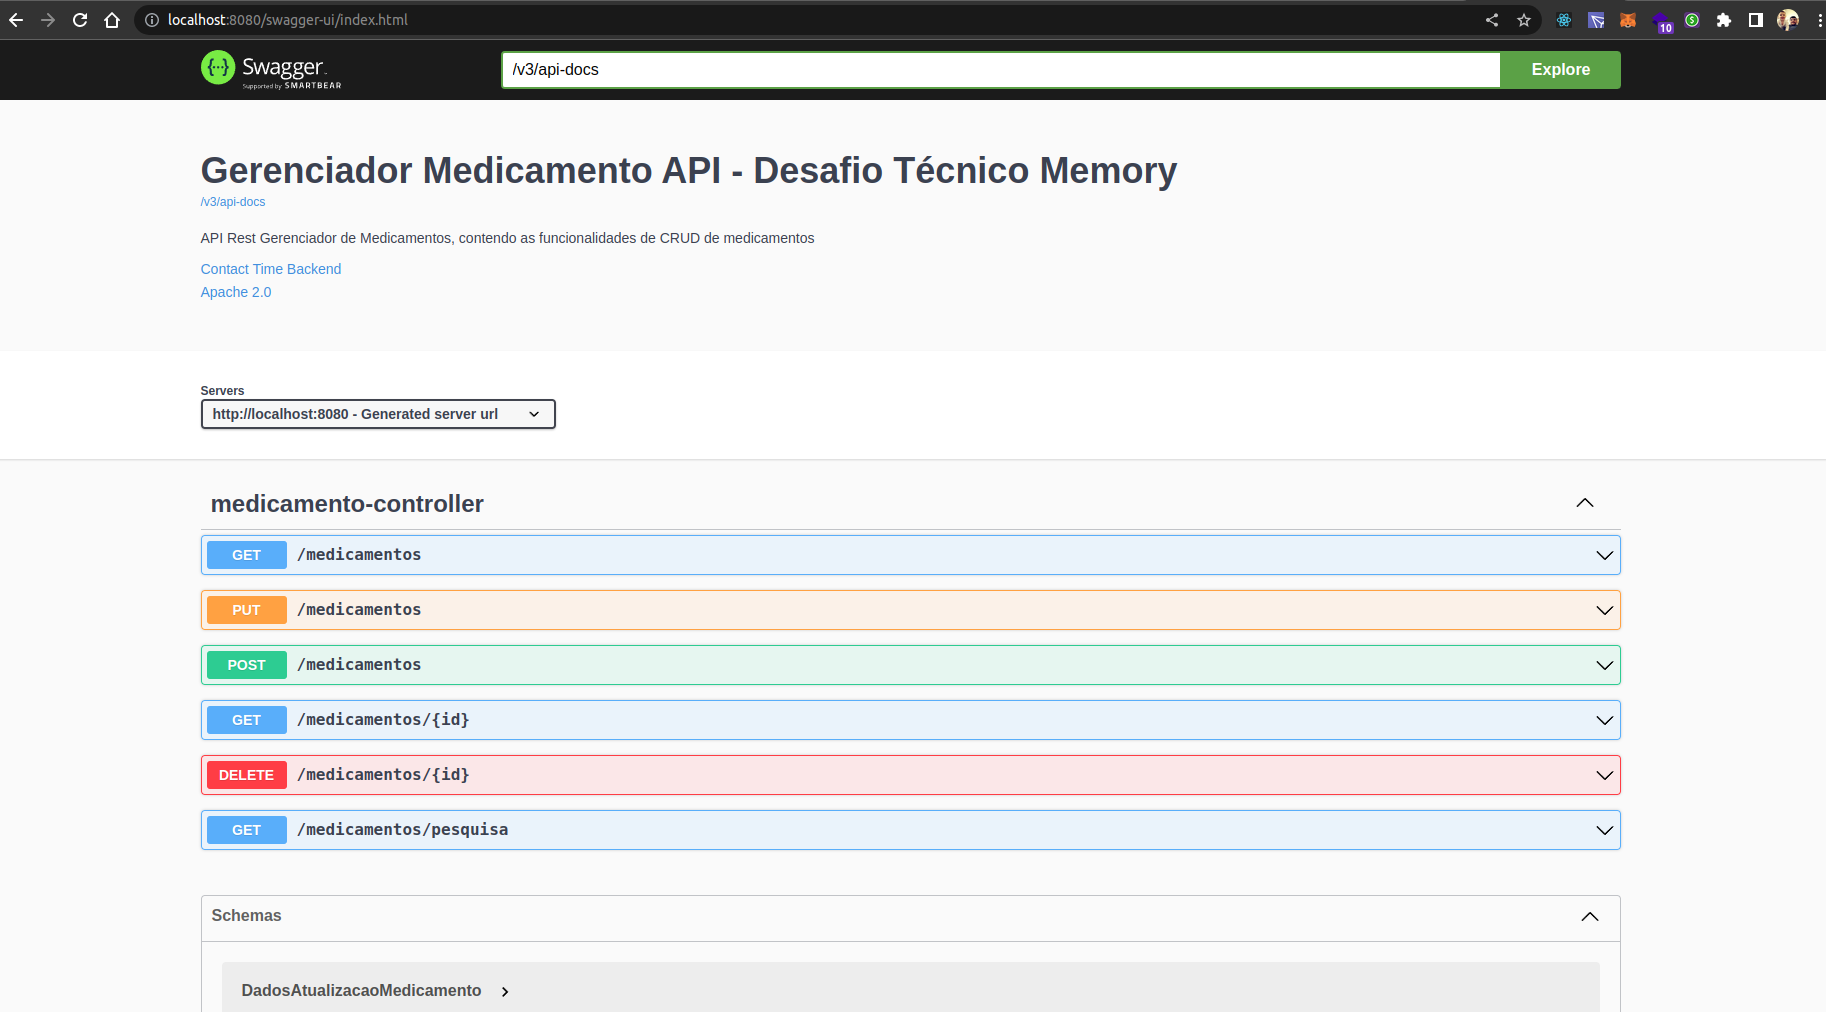 localhost:8080/swagger-ui/index.html
10
Swagger
Supported by SMARTBEAR
/v3/api-docs
Explore
Gerenciador Medicamento API - Desafio Técnico Memory
/v3/api-docs
API Rest Gerenciador de Medicamentos, contendo as funcionalidades de CRUD de medicamentos
Contact Time Backend
Apache 2.0
Servers
http://localhost:8080 - Generated server url
medicamento-controller
GET /medicamentos
PUT /medicamentos
POST /medicamentos
GET /medicamentos/{id}
DELETE /medicamentos/{id}
GET /medicamentos/pesquisa
Schemas
DadosAtualizacaoMedicamento